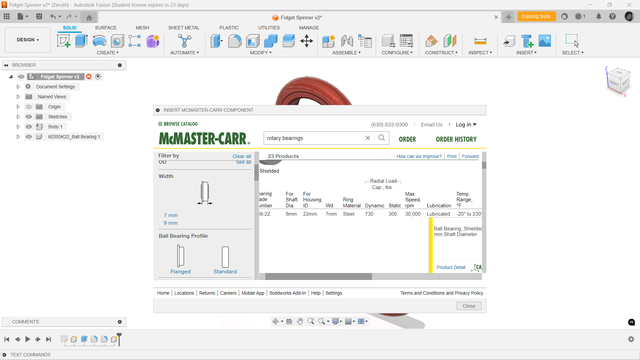 Fidget Spinner v2* (Zeroth) - Autodesk Fusion (Student license expires in 23 days)
Fidget Spinner v2*
Expiring Soon
1
DESIGN
SOLID
SURFACE
MESH
SHEET METAL
PLASTIC
UTILITIES
MANAGE
CREATE
AUTOMATE
MODIFY
ASSEMBLE
CONFIGURE
CONSTRUCT
INSPECT
INSERT
SELECT
BROWSER
Fidget Spinner v2
Document Settings
Named Views
Origin
Sketches
Body:1
60355K22_Ball Bearing 1
INSERT MCMASTER-CARR COMPONENT
BROWSE CATALOG
(630) 833-0300
Email Us
Log in
McMASTER-CARR.
rotary bearings
ORDER
ORDER HISTORY
Filter by
Clear all
OD
See all
Width
7 mm
9 mm
Ball Bearing Profile
Flanged
Standard
23 Products
How can we improve?
Print
Forward
Shielded
Radial Load
Cap., lbs.
For Shaft Dia
For Housing ID
Wd.
Ring Material
Dynamic
Static
Max. Speed, rpm
Lubrication
Temp. Range, °F
8mm 22mm 7mm Steel 730 300 30,000 Lubricated -20° to 230°
Ball Bearing, Shielded
mm Shaft Diameter
Product Detail
Home | Locations | Returns | Careers | Mobile App | Solidworks Add-In | Help | Settings
Terms and Conditions and Privacy Policy
Close
COMMENTS
TEXT COMMANDS